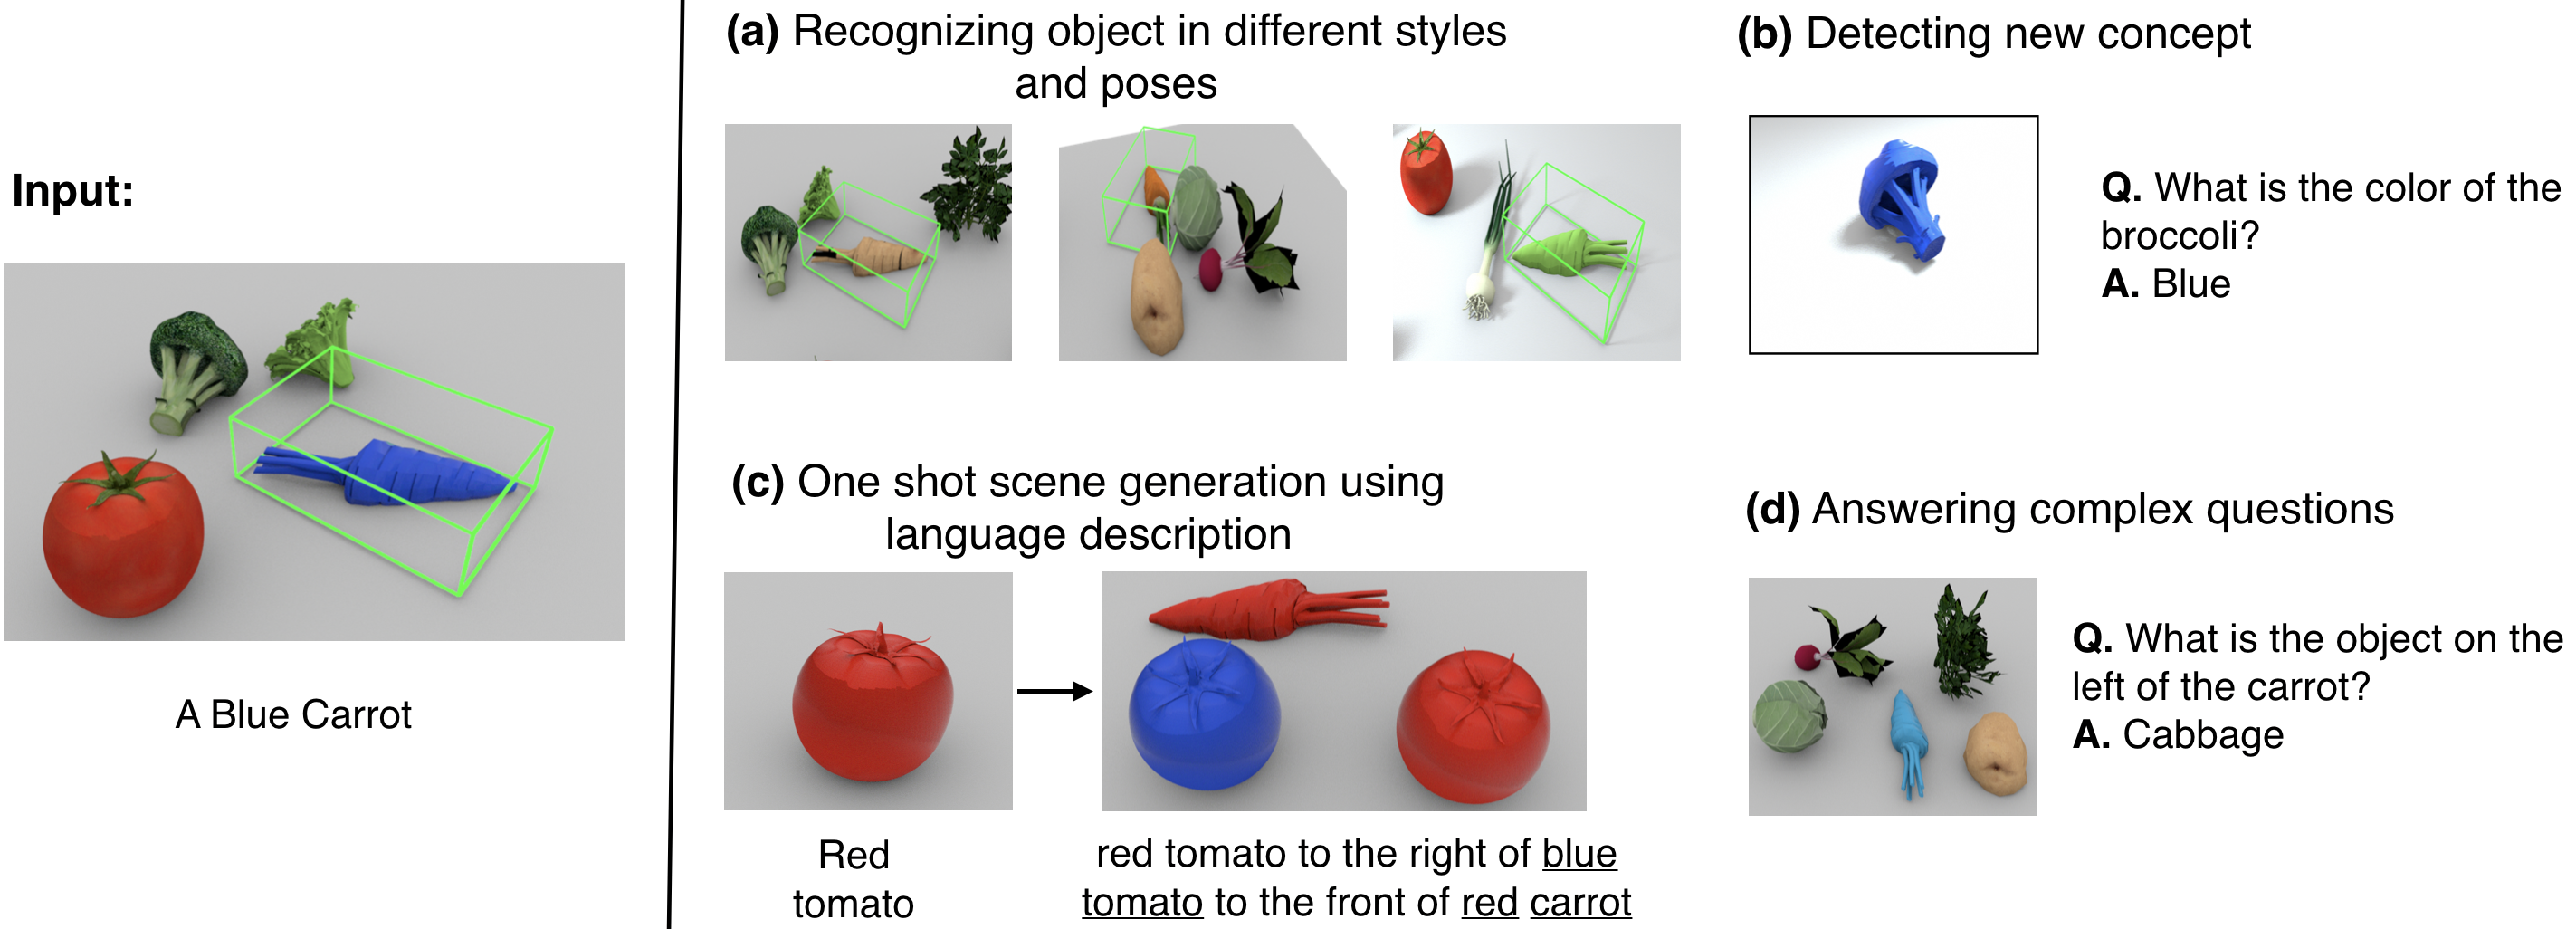 Input:
A Blue Carrot
(a) Recognizing object in different styles
and poses
(b) Detecting new concept
Q. What is the color of the
broccoli?
A. Blue
(c) One shot scene generation using
language description
Red
tomato
red tomato to the right of blue
tomato to the front of red carrot
(d) Answering complex questions
Q. What is the object on the
left of the carrot?
A. Cabbage